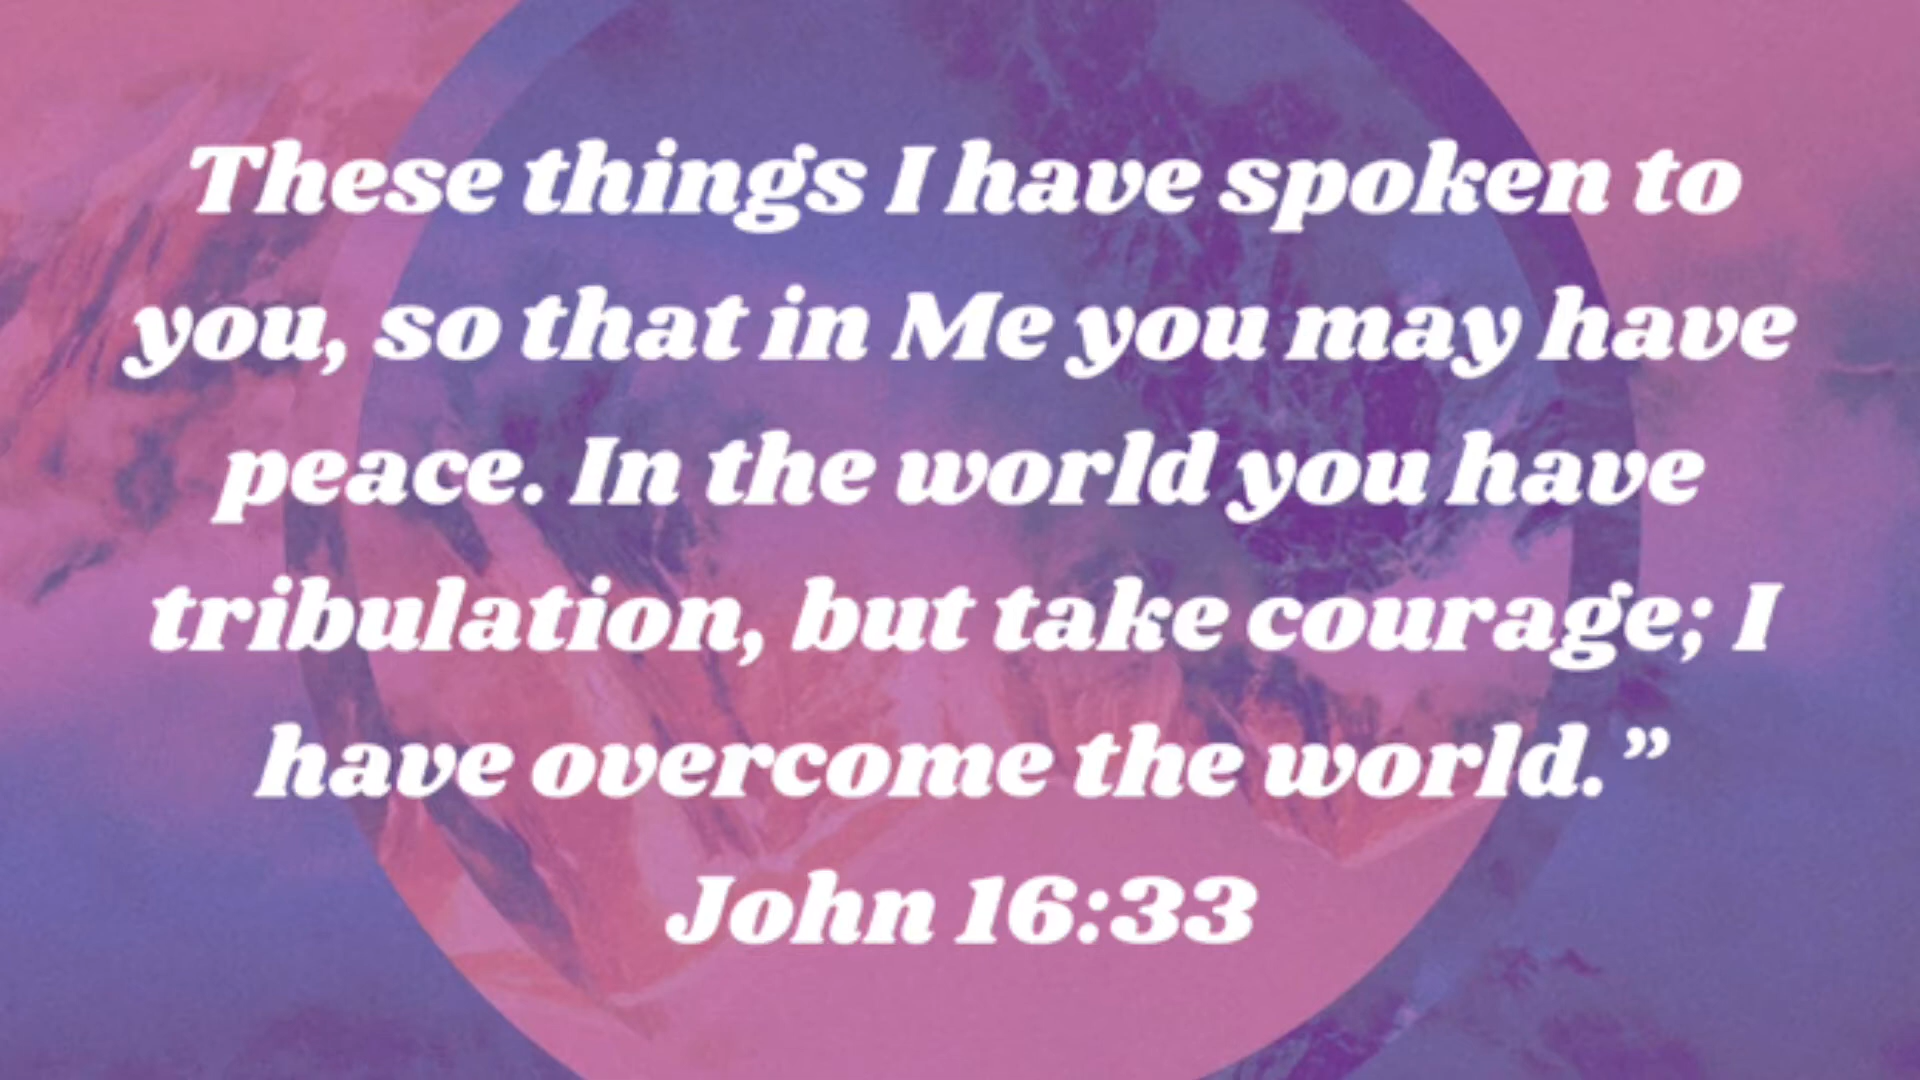 These things I have spoken to
you, so that in Me you may have
peace. In the world you have
tribulation, but take courage; I
have overcome the world.”
John 16:33